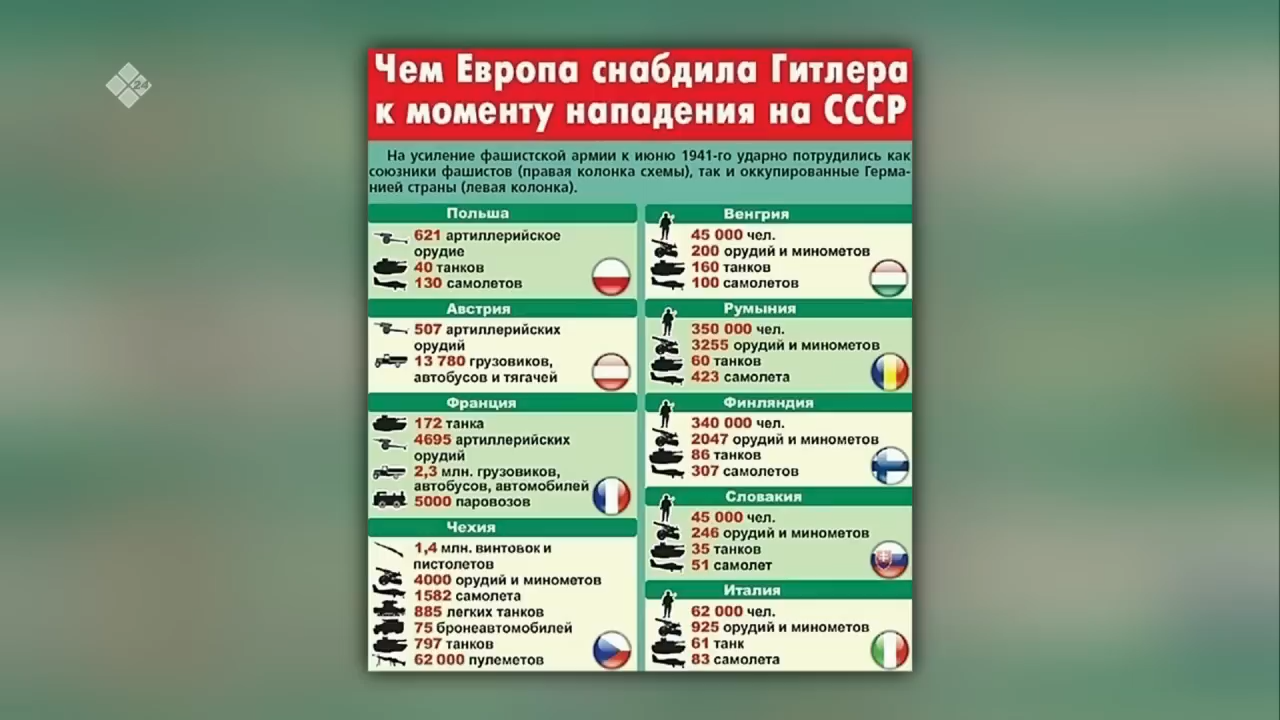 24
Чем Европа снабдила Гитлера
к моменту нападения на СССР
На усиление фашистской армии к июню 1941-го ударно потрудились как
союзники фашистов (правая колонка схемы), так и оккупированные Герма-
нией страны (левая колонка).
Польша
621 артиллерийское
орудие
40 танков
130 самолетов
Австрия
507 артиллерийских
орудий
13 780 грузовиков,
автобусов и тягачей
Франция
172 танка
4695 артиллерийских
орудий
2,3 млн. грузовиков,
автобусов, автомобилей
5000 паровозов
Чехия
1,4 млн. винтовок и
пистолетов
4000 орудий и минометов
1582 самолета
885 легких танков
75 бронеавтомобилей
797 танков
62 000 пулеметов
Венгрия
45 000 чел.
200 орудий и минометов
160 танков
100 самолетов
Румыния
350 000 чел.
3255 орудий и минометов
60 танков
423 самолета
Финляндия
340 000 чел.
2047 орудий и минометов
86 танков
307 самолетов
Словакия
45 000 чел.
246 орудий и минометов
35 танков
51 самолет
Италия
62 000 чел.
925 орудий и минометов
61 танк
83 самолета